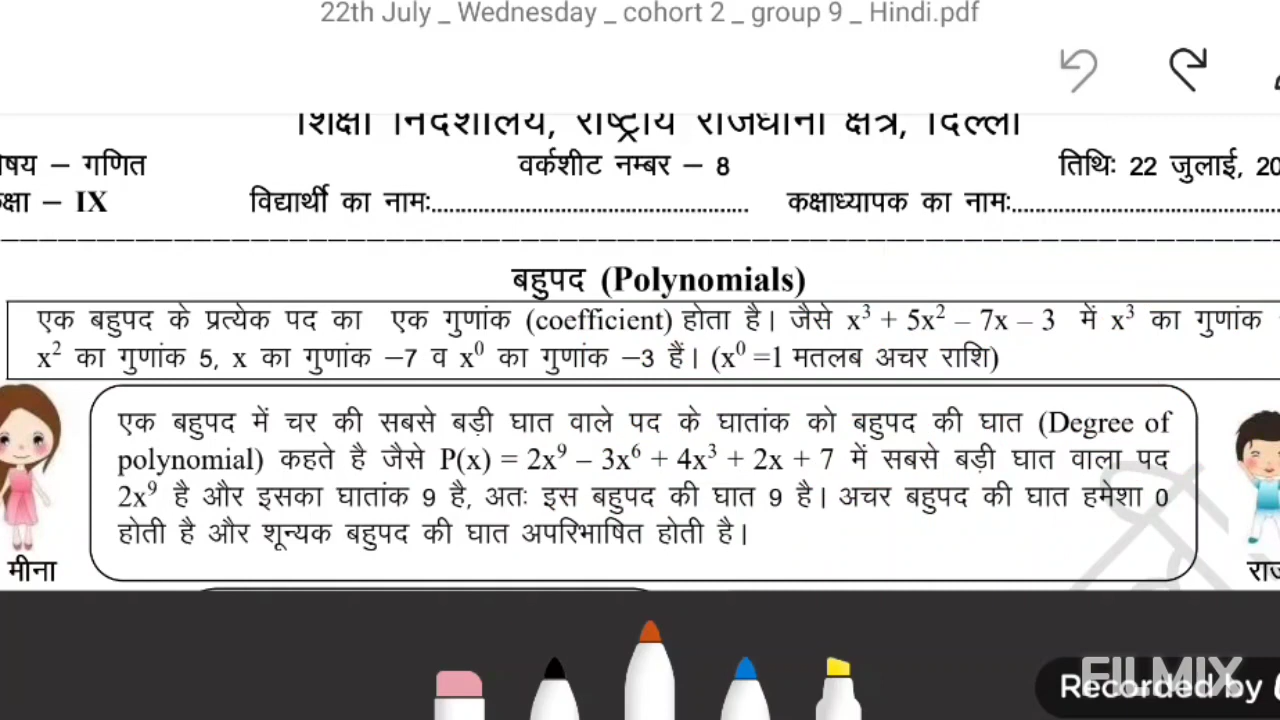 22th July _ Wednesday _ cohort 2 _ group 9 _ Hindi.pdf
शिक्षा निदेशालय, राष्ट्रीय राजधानी क्षेत्र, दिल्ली
वर्कशीट नम्बर – 8
– गणित
तिथिः 22 जुलाई,
– IX
विद्यार्थी का नामः
कक्षाध्यापक का नामः
बहुपद (Polynomials)
एक बहुपद के प्रत्येक पद का एक गुणांक (coefficient) होता है। जैसे x³ + 5x² – 7x – 3 में x³ का गुणांक
x² का गुणांक 5, x का गुणांक –7 व x⁰ का गुणांक –3 हैं। (x⁰ =1 मतलब अचर राशि)
एक बहुपद में चर की सबसे बड़ी घात वाले पद के घातांक को बहुपद की घात (Degree of
polynomial) कहते है जैसे P(x) = 2x⁹ – 3x⁶ + 4x³ + 2x + 7 में सबसे बड़ी घात वाला पद
2x⁹ है और इसका घातांक 9 है, अतः इस बहुपद की घात 9 है। अचर बहुपद की घात हमेशा 0
होती है और शून्यक बहुपद की घात अपरिभाषित होती है।
मीना
FILMIX
Recorded by